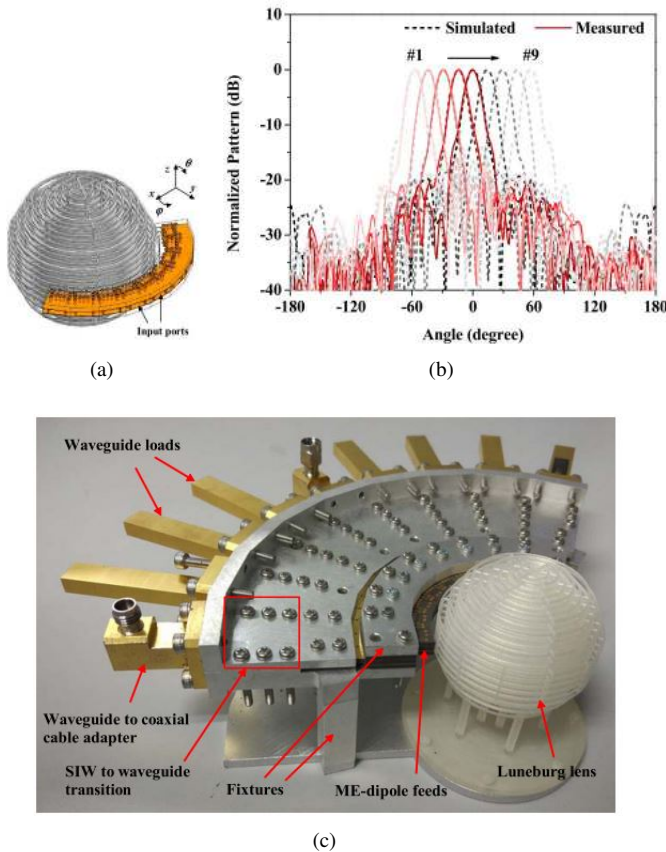 z
θ
x
y
φ
Input ports
(a)
Simulated
Measured
#1
#9
Normalized Pattern (dB)
10
0
-10
-20
-30
-40
-180
-120
-60
0
60
120
180
Angle (degree)
(b)
Waveguide loads
Waveguide to coaxial
cable adapter
SIW to waveguide
transition
Fixtures
ME-dipole feeds
Luneburg lens
(c)